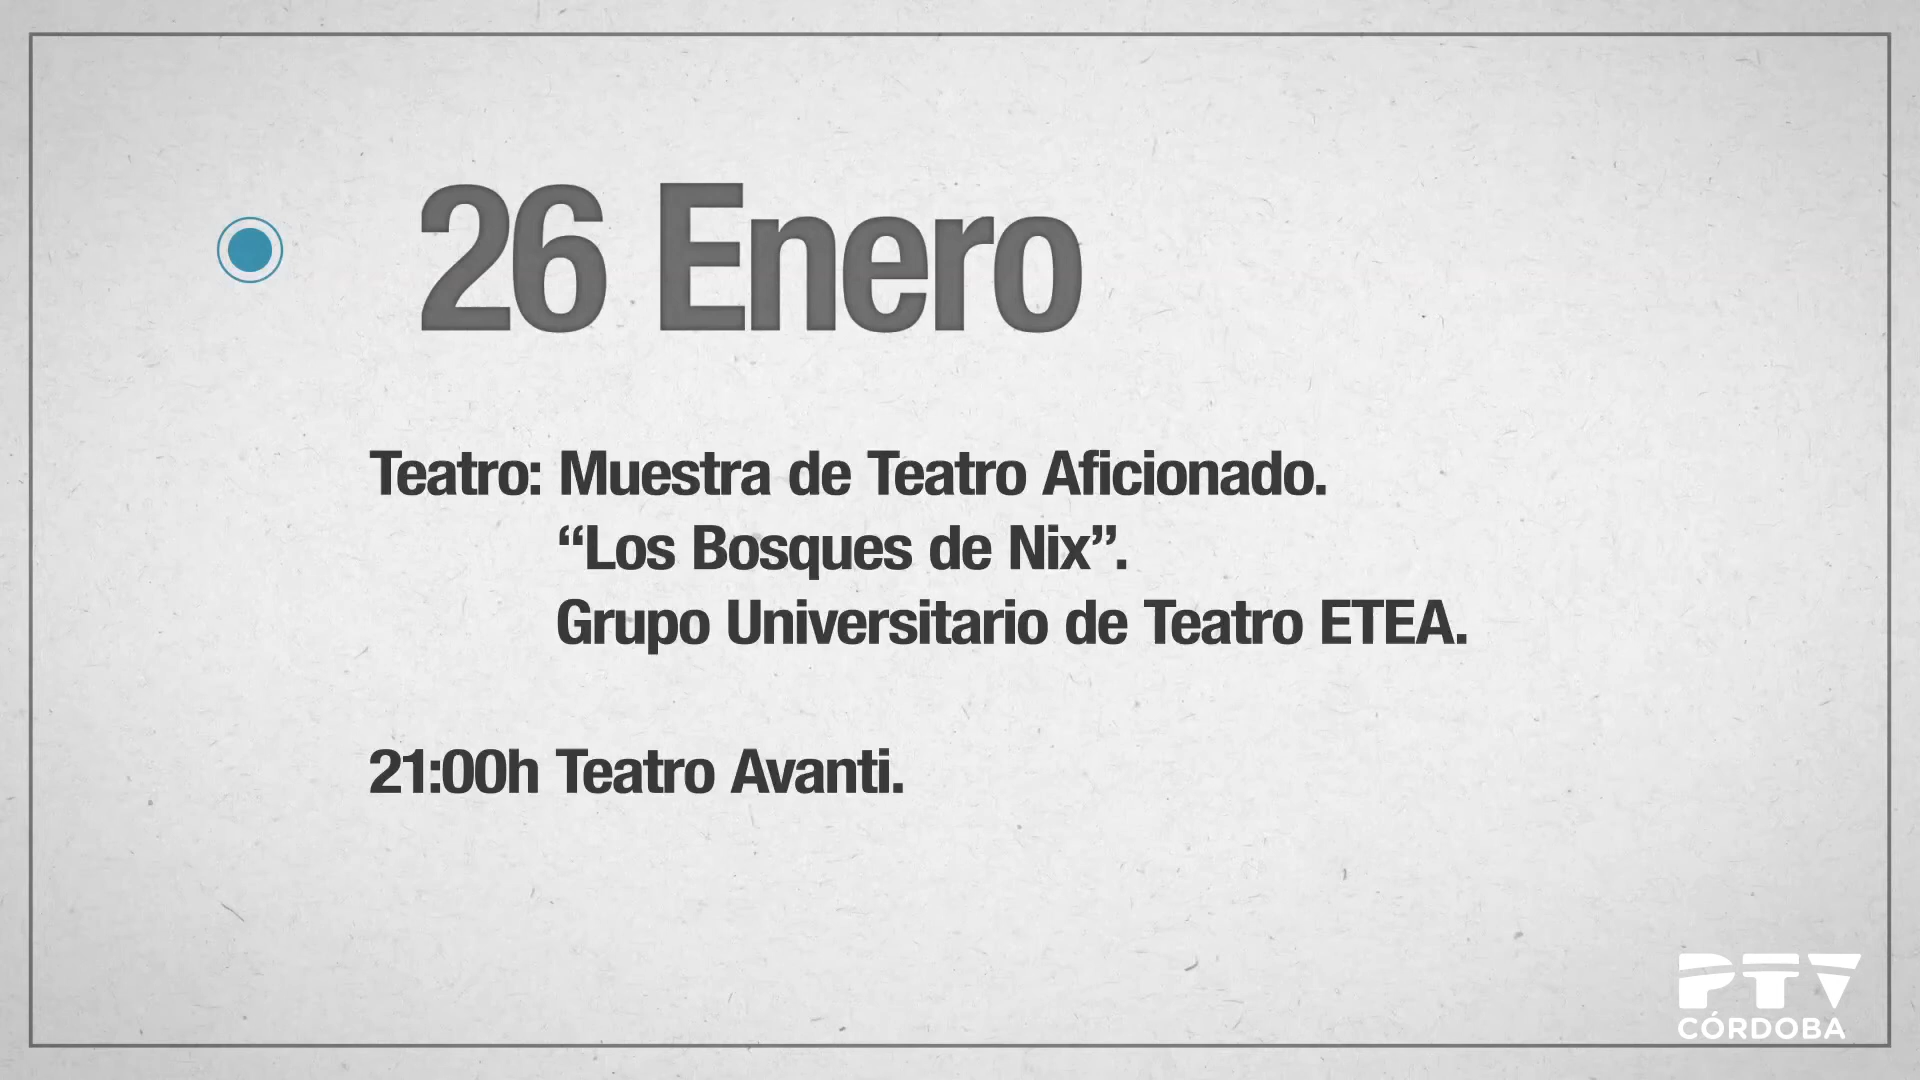 26 Enero
Teatro: Muestra de Teatro Aficionado.
“Los Bosques de Nix”.
Grupo Universitario de Teatro ETEA.
21:00h Teatro Avanti.
PTV
CÓRDOBA